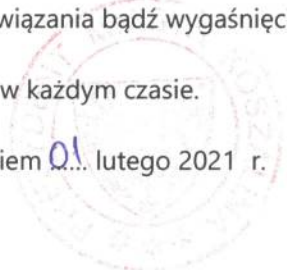 wiązania bądź wygaśnięc
w każdym czasie.
iem 01 lutego 2021 r.